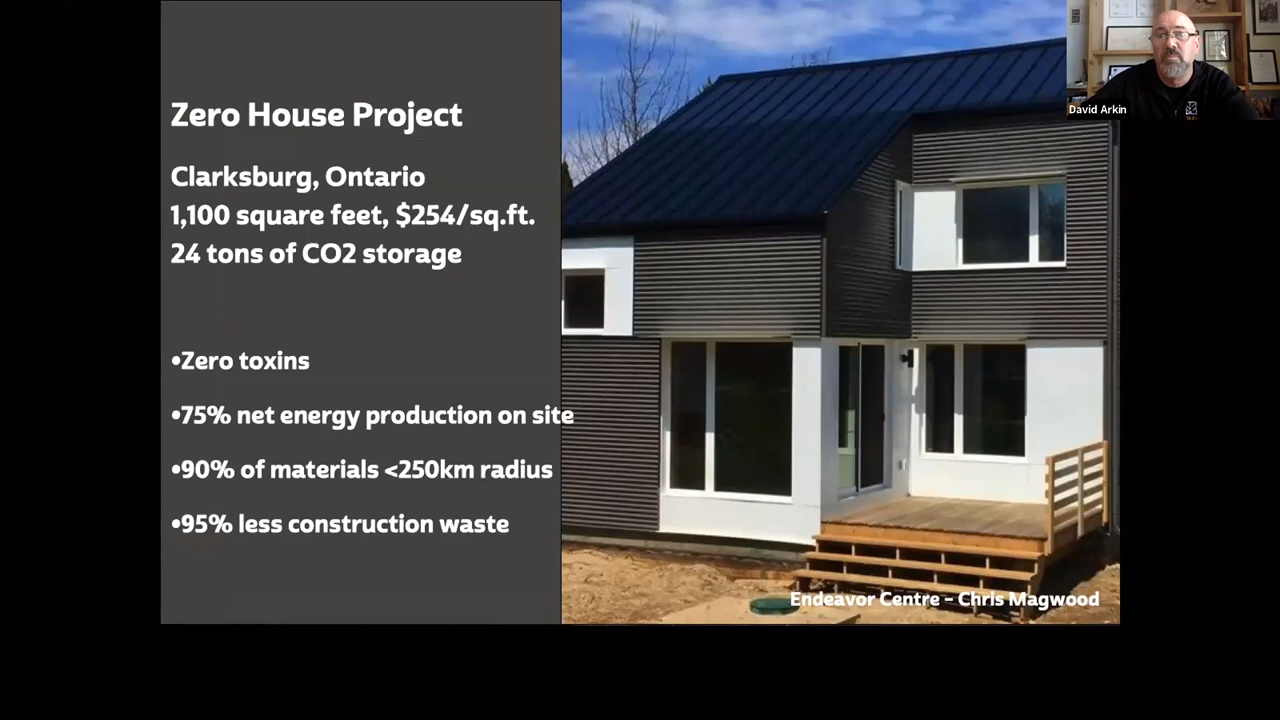 Zero House Project
Clarksburg, Ontario
1,100 square feet, $254/sq.ft.
24 tons of CO2 storage
•Zero toxins
•75% net energy production on site
•90% of materials <250km radius
•95% less construction waste
Endeavor Centre – Chris Magwood
David Arkin